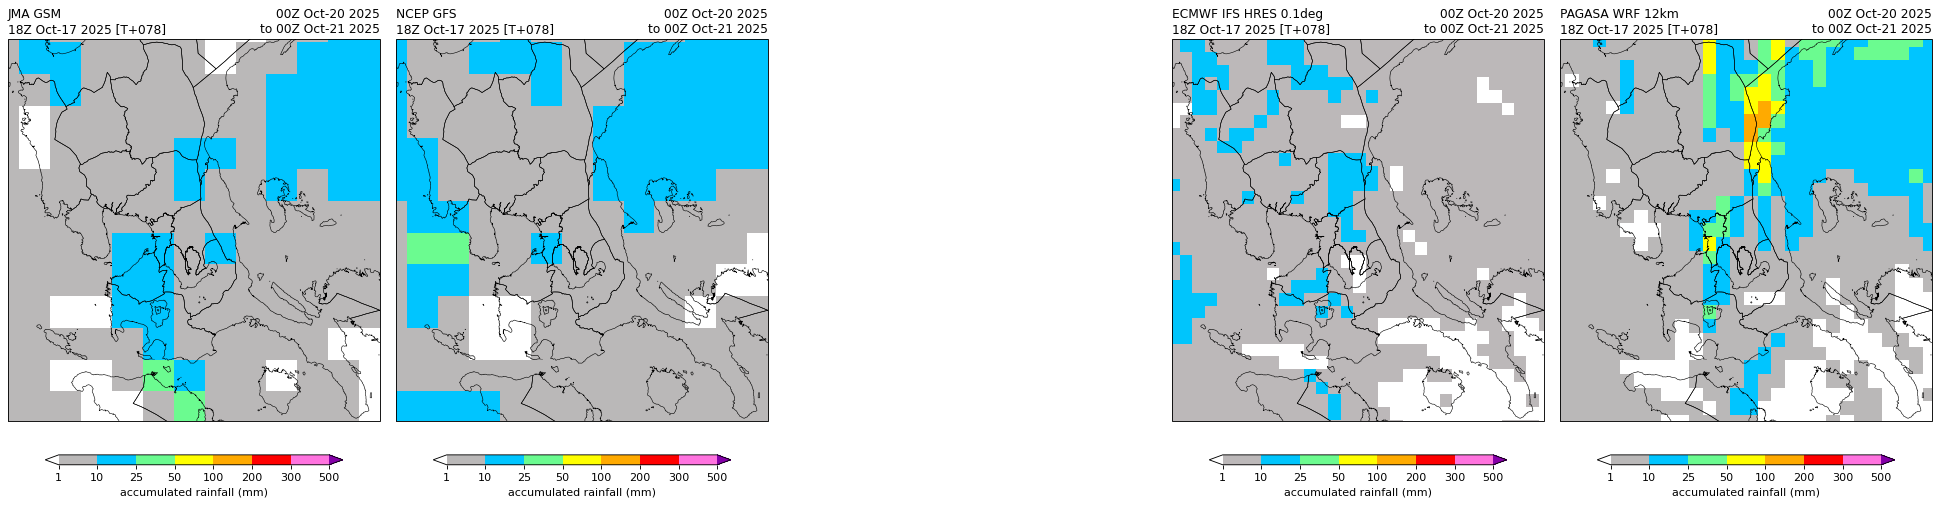 JMA GSM 00Z Oct-20 2025
18Z Oct-17 2025 [T+078] to 00Z Oct-21 2025
1 10 25 50 100 200 300 500
accumulated rainfall (mm)
NCEP GFS 00Z Oct-20 2025
18Z Oct-17 2025 [T+078] to 00Z Oct-21 2025
1 10 25 50 100 200 300 500
accumulated rainfall (mm)
ECMWF IFS HRES 0.1deg 00Z Oct-20 2025
18Z Oct-17 2025 [T+078] to 00Z Oct-21 2025
1 10 25 50 100 200 300 500
accumulated rainfall (mm)
PAGASA WRF 12km 00Z Oct-20 2025
18Z Oct-17 2025 [T+078] to 00Z Oct-21 2025
1 10 25 50 100 200 300 500
accumulated rainfall (mm)